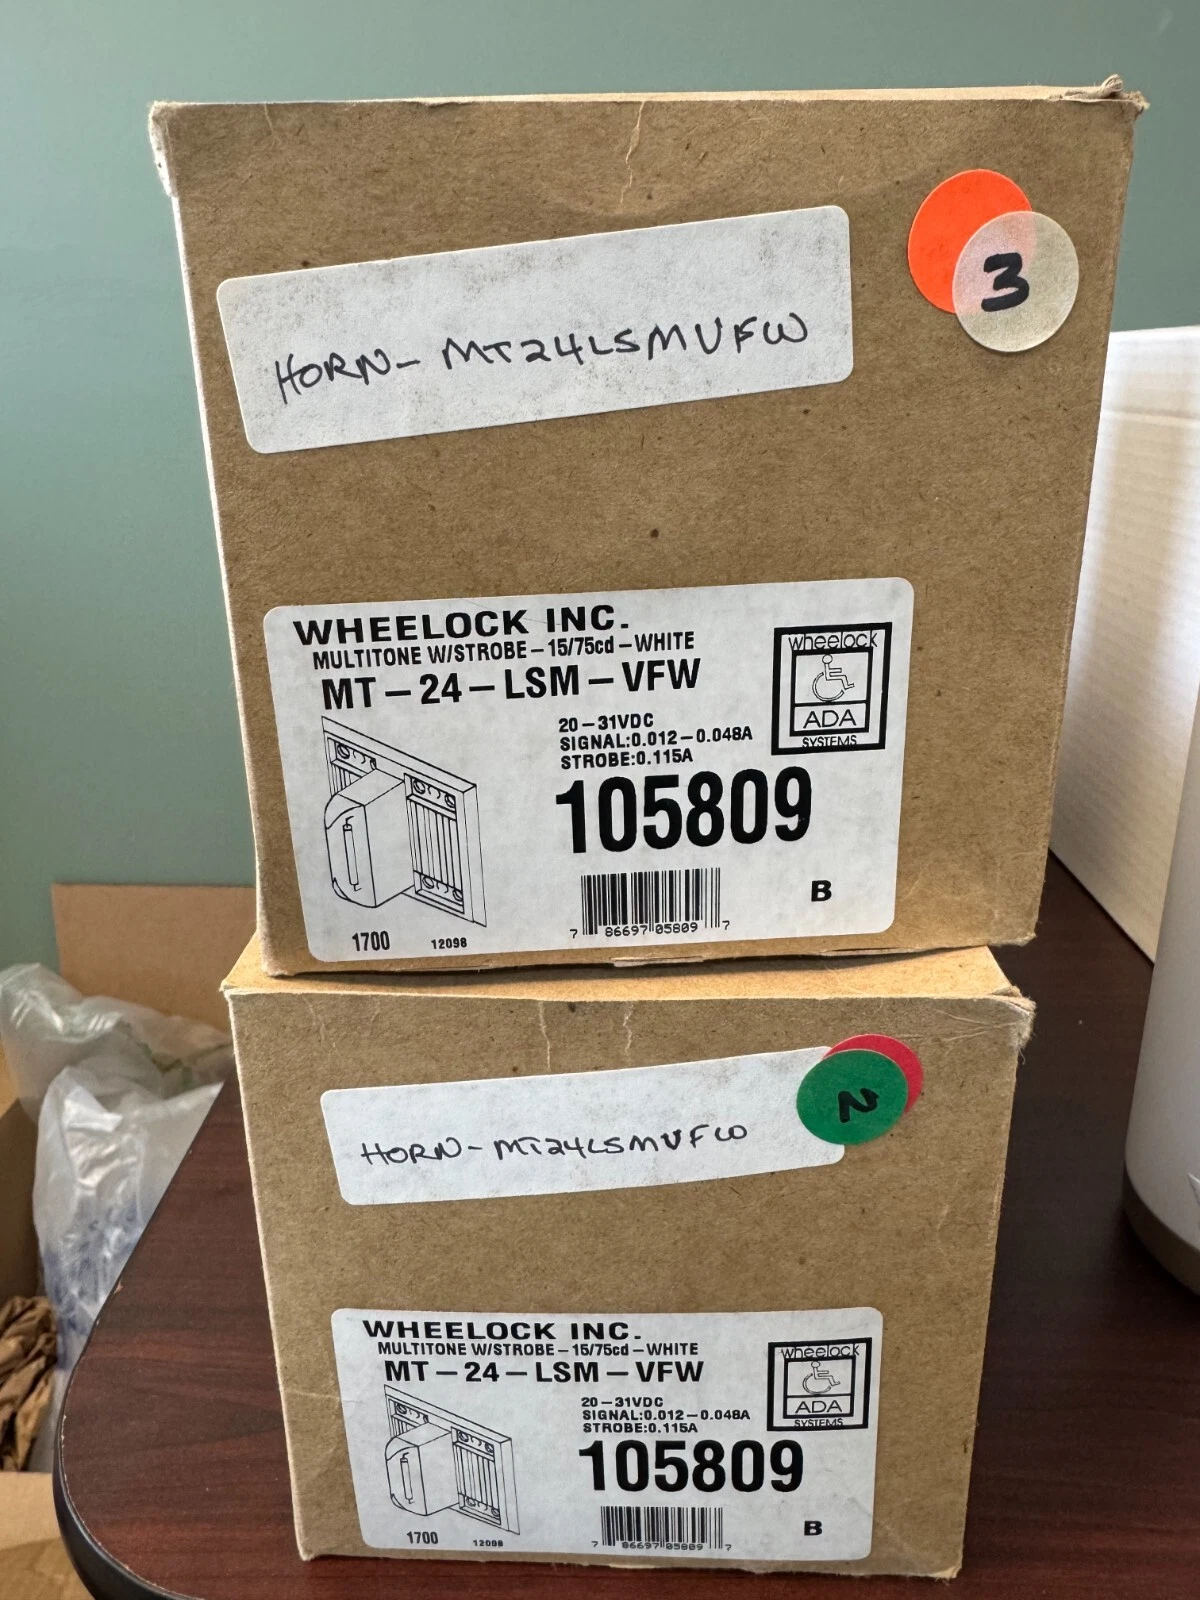 3
HORN- MT24LSMVFW
WHEELOCK INC.
MULTITONE W/STROBE – 15/75cd – WHITE
MT – 24 – LSM – VFW
wheelock
ADA
SYSTEMS
20 – 31VDC
SIGNAL:0.012 – 0.048A
STROBE:0.115A
105809
B
7 86697 05809 7
1700 12098
N
HORN- MT24LSMVFW
WHEELOCK INC.
MULTITONE W/STROBE – 15/75cd – WHITE
MT – 24 – LSM – VFW
wheelock
ADA
SYSTEMS
20 – 31VDC
SIGNAL:0.012 – 0.048A
STROBE:0.115A
105809
B
7 86697 05809 7
1700 12098